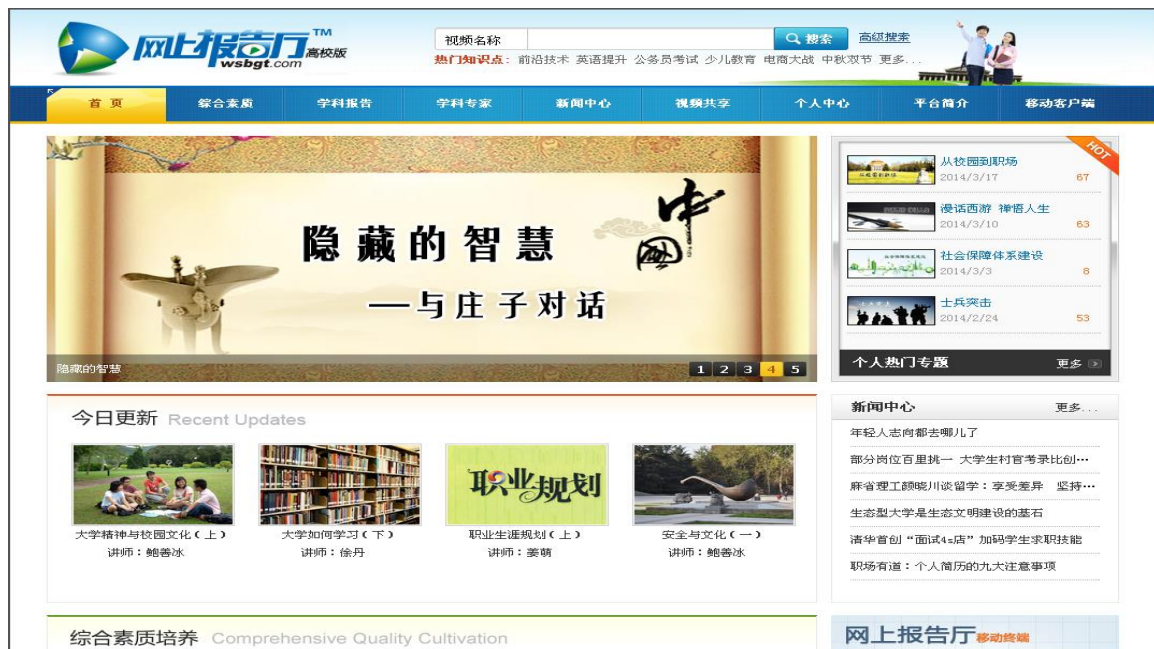 网上报告厅™高校版
wsbgt.com
视频名称
搜索
高级搜索
热门知识点：前沿技术 英语提升 公务员考试 少儿教育 电商大战 中秋双节 更多...
首页 综合素质 学科报告 学科专家 新闻中心 视频共享 个人中心 平台简介 移动客户端
隐藏的智慧
—与庄子对话
中國
隐藏的智慧
1 2 3 4 5
HOT
从校园到职场
2014/3/17 67
漫话西游 禅悟人生
2014/3/10 63
社会保障体系建设
2014/3/3 8
士兵突击
2014/2/24 53
个人热门专题 更多
今日更新 Recent Updates
职业规划
大学精神与校园文化(上)
讲师：鲍善冰
大学如何学习(下)
讲师：徐丹
职业生涯规划(上)
讲师：姜萌
安全与文化(一)
讲师：鲍善冰
新闻中心 更多...
年轻人志向都去哪儿了
部分岗位百里挑一 大学生村官考录比创…
麻省理工颜晓川谈留学：享受差异 坚持…
生态型大学是生态文明建设的基石
清华首创“面试4s店”加码学生求职技能
职场有道：个人简历的九大注意事项
综合素质培养 Comprehensive Quality Cultivation
网上报告厅移动终端